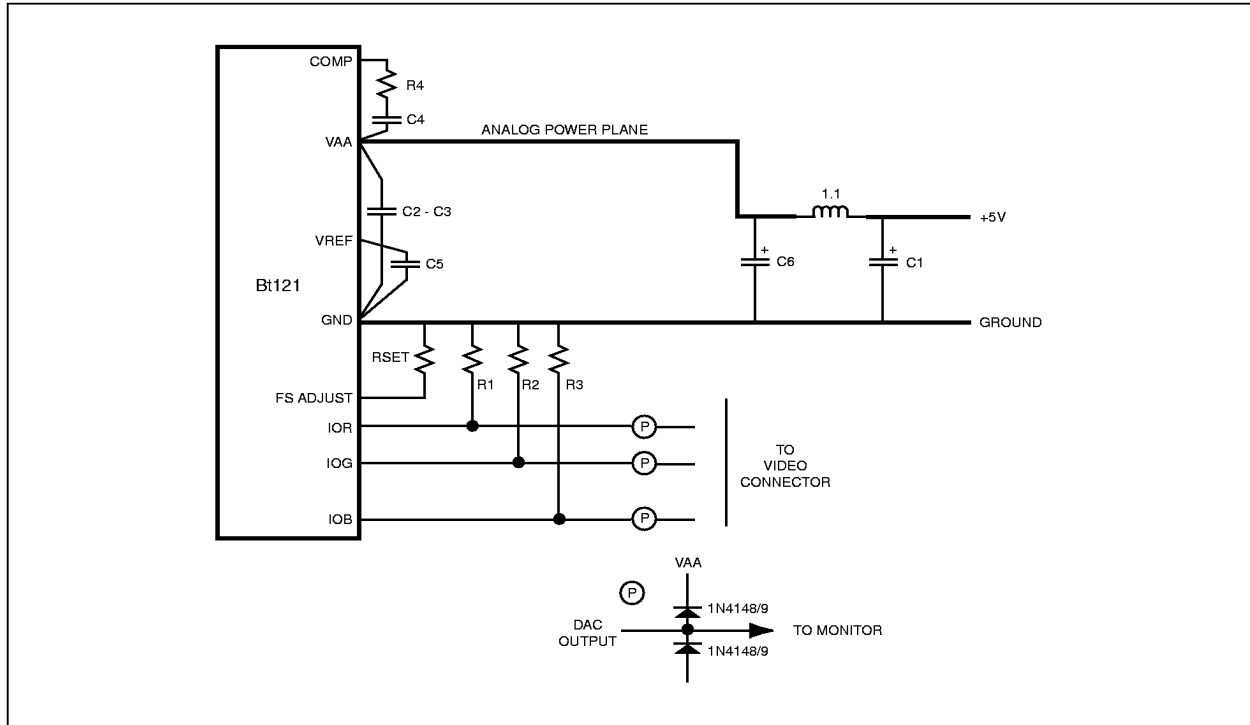 COMP
R4
C4
VAA
ANALOG POWER PLANE
1.1
+5V
C2 - C3
VREF
C5
+
C6
+
C1
Bt121
GND
GROUND
RSET
R1
R2
R3
FS ADJUST
IOR
P
IOG
P
TO
VIDEO
CONNECTOR
IOB
P
VAA
P
1N4148/9
DAC
OUTPUT
TO MONITOR
1N4148/9